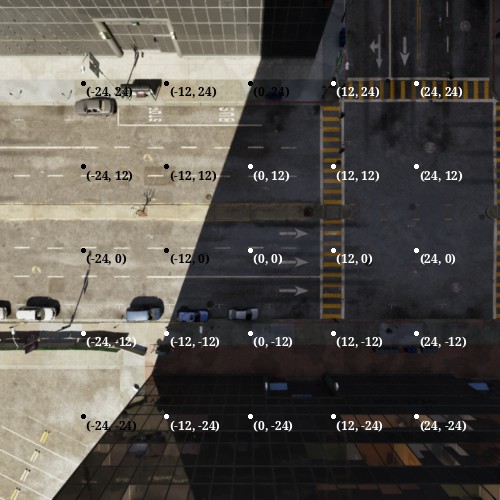 (-24, 24) (-12, 24) (0, 24) (12, 24) (24, 24)
STOP BUS
(-24, 12) (-12, 12) (0, 12) (12, 12) (24, 12)
(-24, 0) (-12, 0) (0, 0) (12, 0) (24, 0)
(-24, -12) (-12, -12) (0, -12) (12, -12) (24, -12)
(-24, -24) (-12, -24) (0, -24) (12, -24) (24, -24)